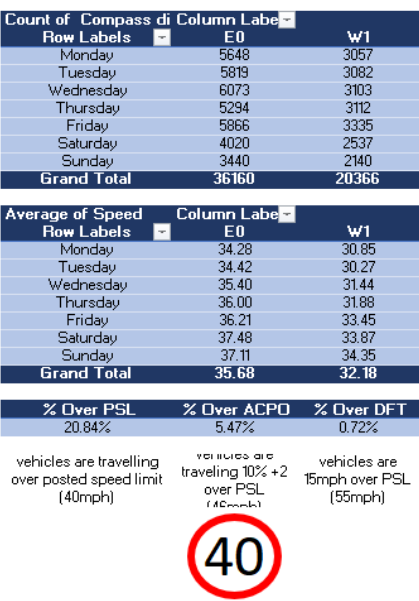 Count of Compass di Column Labe
Row Labels E0 W1
Monday 5648 3057
Tuesday 5819 3082
Wednesday 6073 3103
Thursday 5294 3112
Friday 5866 3335
Saturday 4020 2537
Sunday 3440 2140
Grand Total 36160 20366
Average of Speed Column Labe
Row Labels E0 W1
Monday 34.28 30.85
Tuesday 34.42 30.27
Wednesday 35.40 31.44
Thursday 36.00 31.88
Friday 36.21 33.45
Saturday 37.48 33.87
Sunday 37.11 34.35
Grand Total 35.68 32.18
% Over PSL % Over ACPO % Over DFT
20.84% 5.47% 0.72%
vehicles are travelling
over posted speed limit
(40mph)
vehicles are
traveling 10% +2
over PSL
(46mph)
vehicles are
15mph over PSL
(55mph)
40